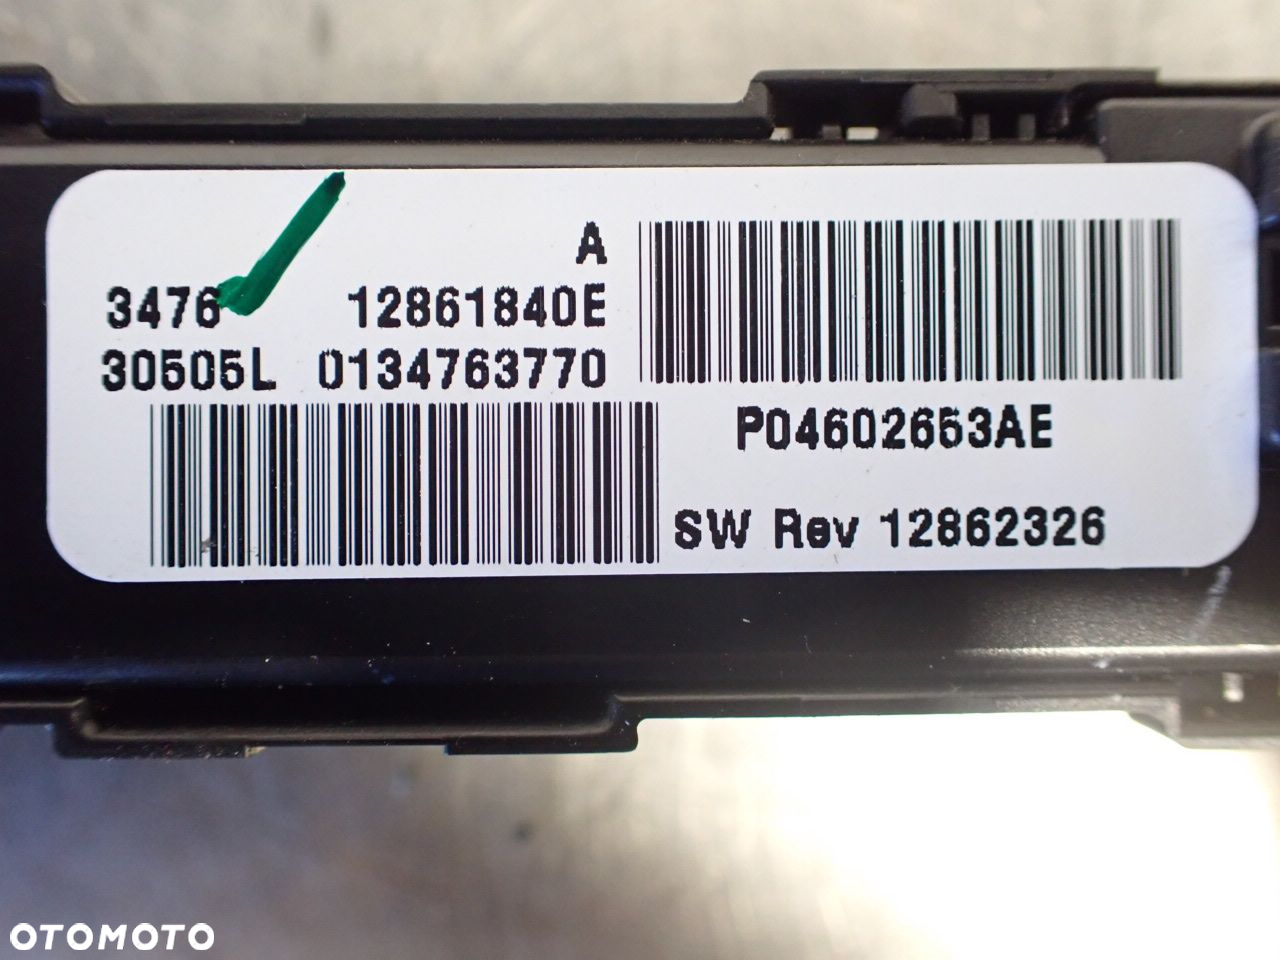 A
3476 12861840E
30505L 0134763770
P04602653AE
SW Rev 12862326
OTOMOTO